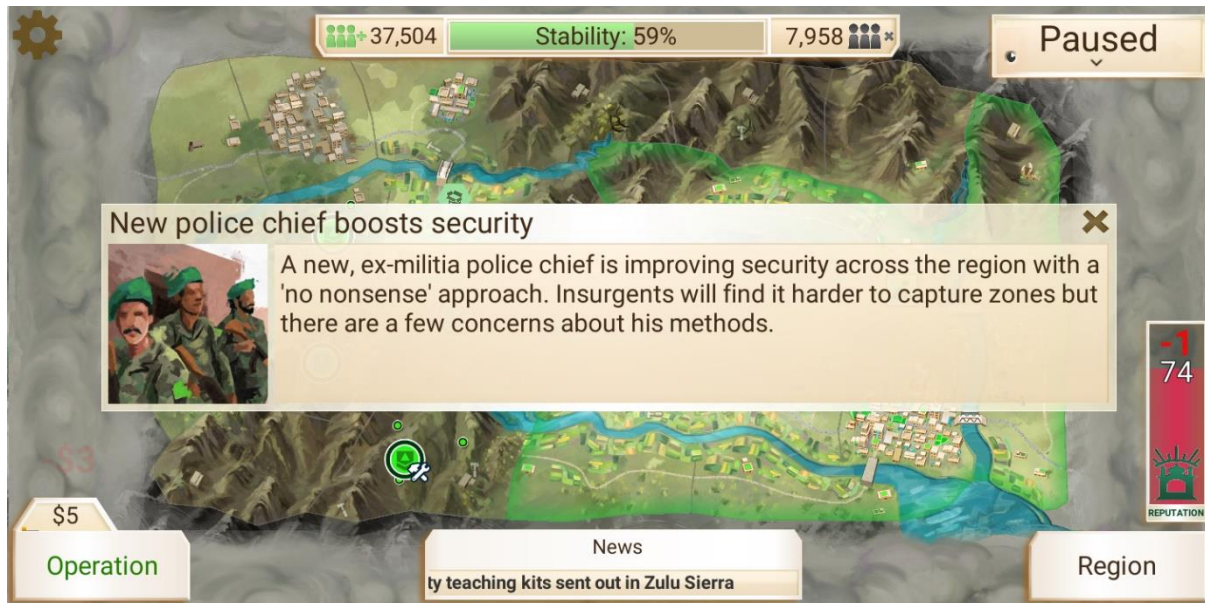 37,504
Stability: 59%
7,958
Paused
New police chief boosts security
A new, ex-militia police chief is improving security across the region with a
'no nonsense' approach. Insurgents will find it harder to capture zones but
there are a few concerns about his methods.
-1
74
REPUTATION
-$3
$5
Operation
News
ty teaching kits sent out in Zulu Sierra
Region